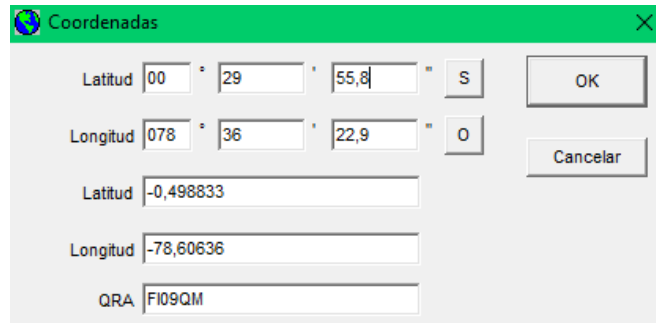 Coordenadas
Latitud 00 ° 29 ' 55,8 " S OK
Longitud 078 ° 36 ' 22,9 " O Cancelar
Latitud -0,498833
Longitud -78,60636
QRA FI09QM